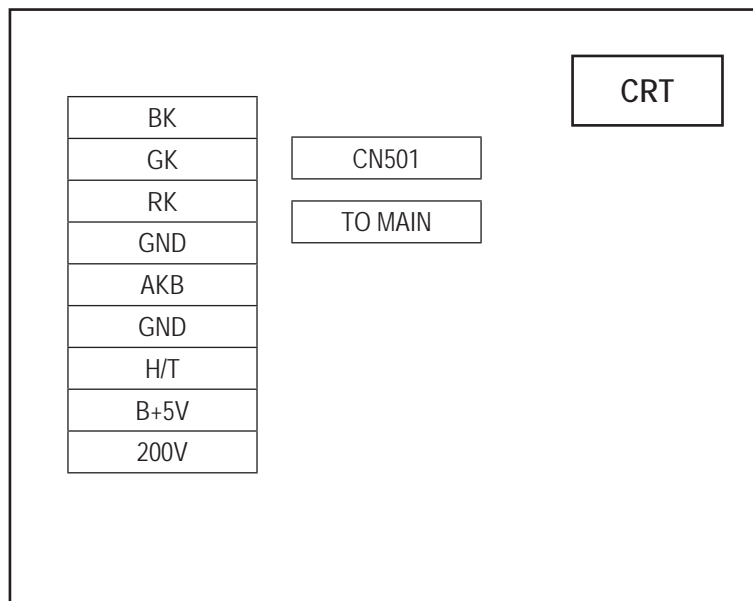 CRT
BK
GK
RK
GND
AKB
GND
H/T
B+5V
200V
CN501
TO MAIN